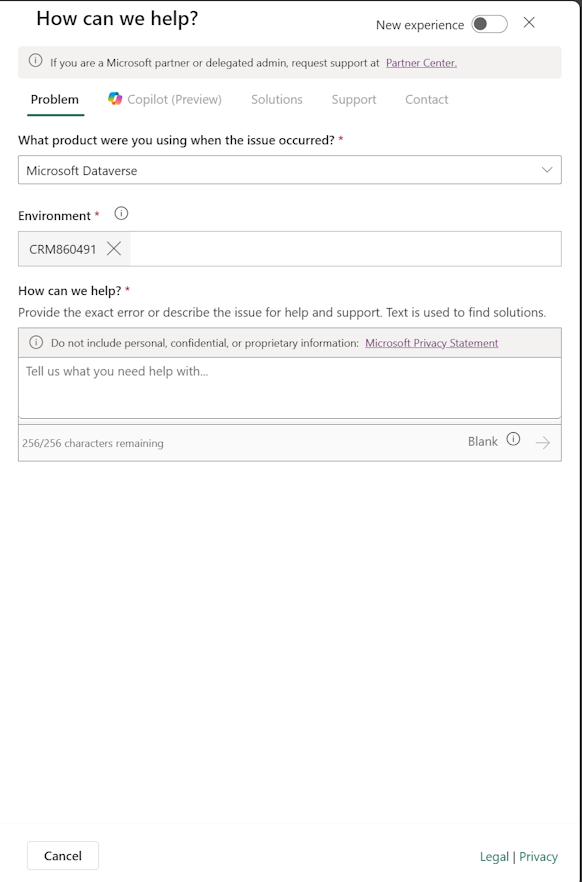 How can we help?
New experience
If you are a Microsoft partner or delegated admin, request support at Partner Center.
Problem Copilot (Preview) Solutions Support Contact
What product were you using when the issue occurred? *
Microsoft Dataverse
Environment *
CRM860491
How can we help? *
Provide the exact error or describe the issue for help and support. Text is used to find solutions.
Do not include personal, confidential, or proprietary information: Microsoft Privacy Statement
Tell us what you need help with...
256/256 characters remaining
Blank
Cancel
Legal | Privacy